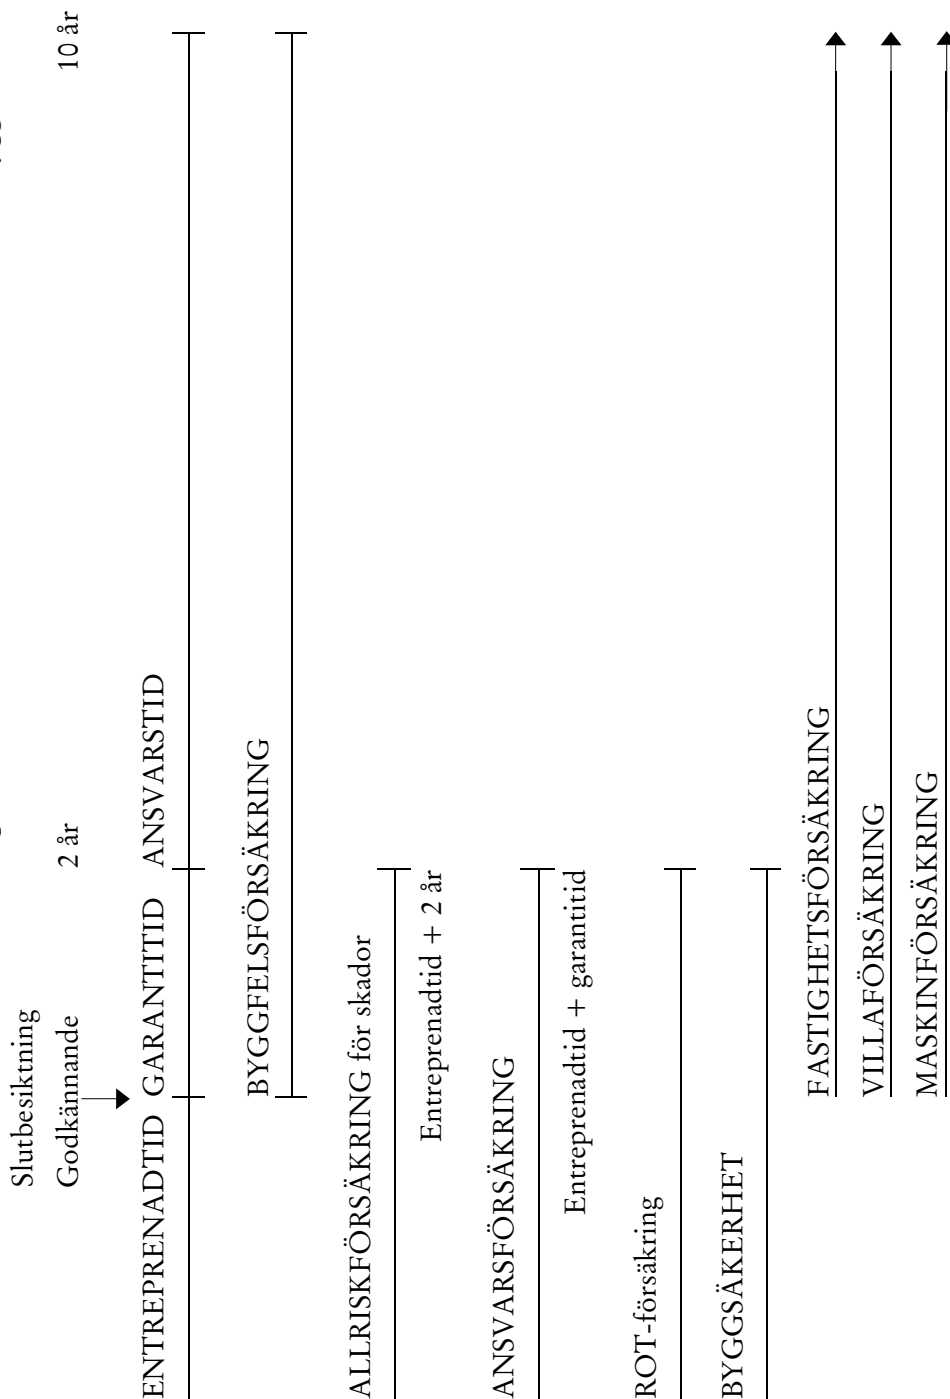 Slutbesiktning
Godkännande 2 år 10 år
ENTREPRENADTID GARANTITID ANSVARSTID
BYGGFELSFÖRSÄKRING
ALLRISKFÖRSÄKRING för skador
Entreprenadtid + 2 år
ANSVARSFÖRSÄKRING
Entreprenadtid + garantitid
ROT-försäkring
BYGGSÄKERHET
FASTIGHETSFÖRSÄKRING
VILLAFÖRSÄKRING
MASKINFÖRSÄKRING